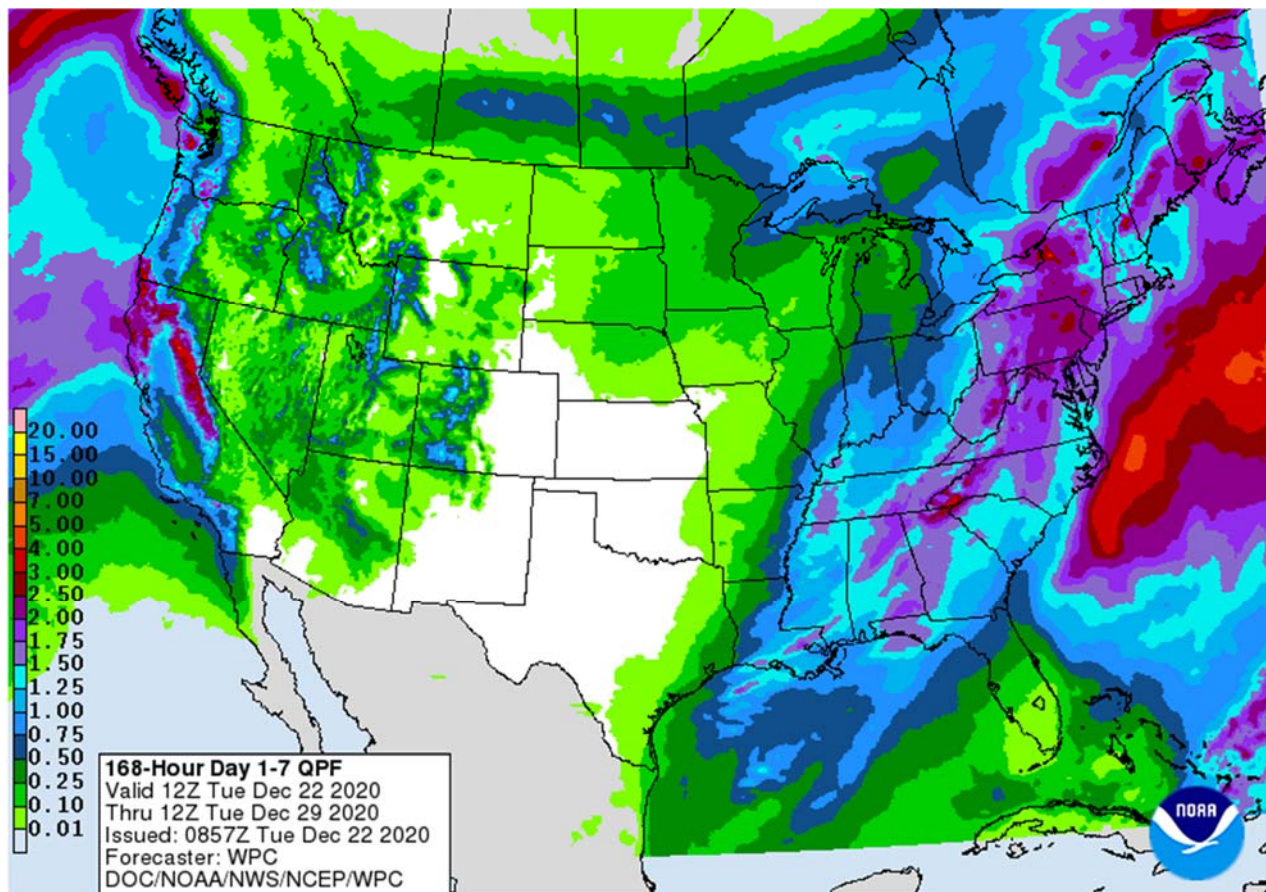 20.00
15.00
10.00
7.00
5.00
4.00
3.00
2.50
2.00
1.75
1.50
1.25
1.00
0.75
0.50
0.25
0.10
0.01
168-Hour Day 1-7 QPF
Valid 12Z Tue Dec 22 2020
Thru 12Z Tue Dec 29 2020
Issued: 0857Z Tue Dec 22 2020
Forecaster: WPC
DOC/NOAA/NWS/NCEP/WPC
NOAA